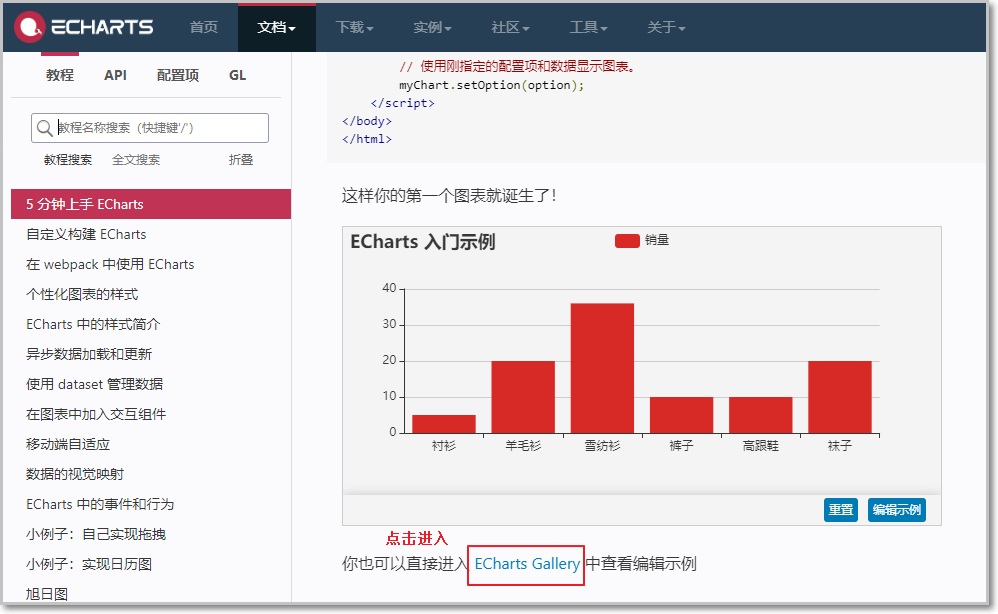 ECHARTS 首页 文档 下载 实例 社区 工具 关于
教程 API 配置项 GL
教程名称搜索（快捷键'/'）
教程搜索 全文搜索 折叠
5 分钟上手 ECharts
自定义构建 ECharts
在 webpack 中使用 ECharts
个性化图表的样式
ECharts 中的样式简介
异步数据加载和更新
使用 dataset 管理数据
在图表中加入交互组件
移动端自适应
数据的视觉映射
ECharts 中的事件和行为
小例子：自己实现拖拽
小例子：实现日历图
旭日图
// 使用刚指定的配置项和数据显示图表。
myChart.setOption(option);
</script>
</body>
</html>
这样你的第一个图表就诞生了！
ECharts 入门示例
销量
40
30
20
10
0
衬衫 羊毛衫 雪纺衫 裤子 高跟鞋 袜子
重置 编辑示例
点击进入
你也可以直接进入 ECharts Gallery 中查看编辑示例